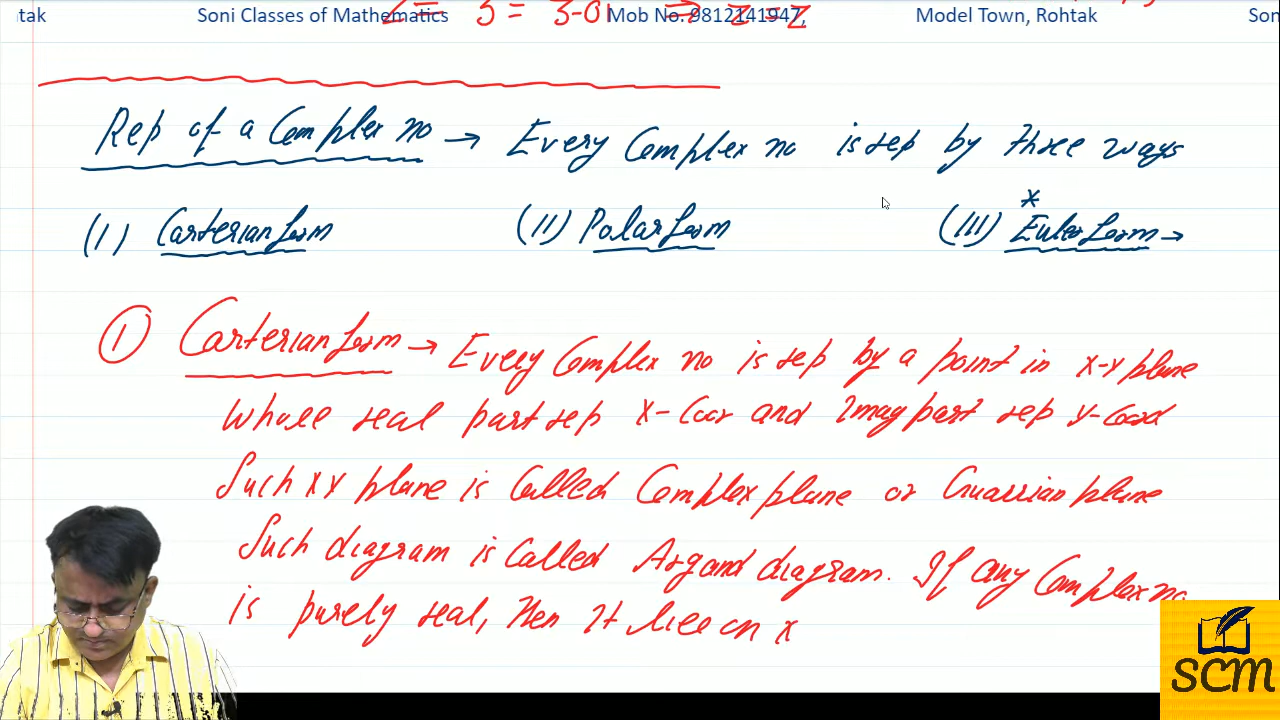 tak Soni Classes of Mathematics Mob No. 9812141947, Model Town, Rohtak Son
Rep of a Complex no → Every Complex no is rep by three ways
(I) Cartesian form (II) Polar form (III) Euler form →
① Cartesian form → Every Complex no is rep by a point in X-Y plane
whose real part rep X-Coor and Imag part rep Y-Coord
Such XY plane is Called Complex plane or Guassian plane
Such diagram is Called Argand diagram. If any Complex no
is purely real, then It lies on X
SCM